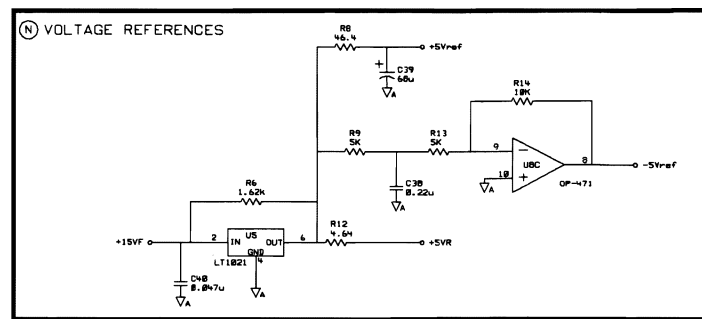 N VOLTAGE REFERENCES
R8
46.4
+5Vref
+
C39
68u
A
R14
10K
R9
5K
R13
5K
9
-
U8C
8
-5Vref
10
+
A
OP-471
C38
0.22u
A
R6
1.62k
+15VF
2
IN
U5
OUT
6
GND
4
LT1021
R12
4.64
+5VR
C40
0.047u
A
A